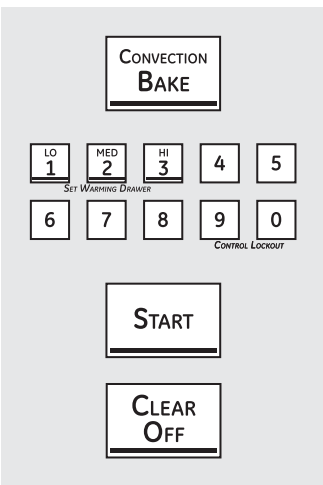 CONVECTION
BAKE
LO MED HI
1 2 3 4 5
SET WARMING DRAWER
6 7 8 9 0
CONTROL LOCKOUT
START
CLEAR
OFF